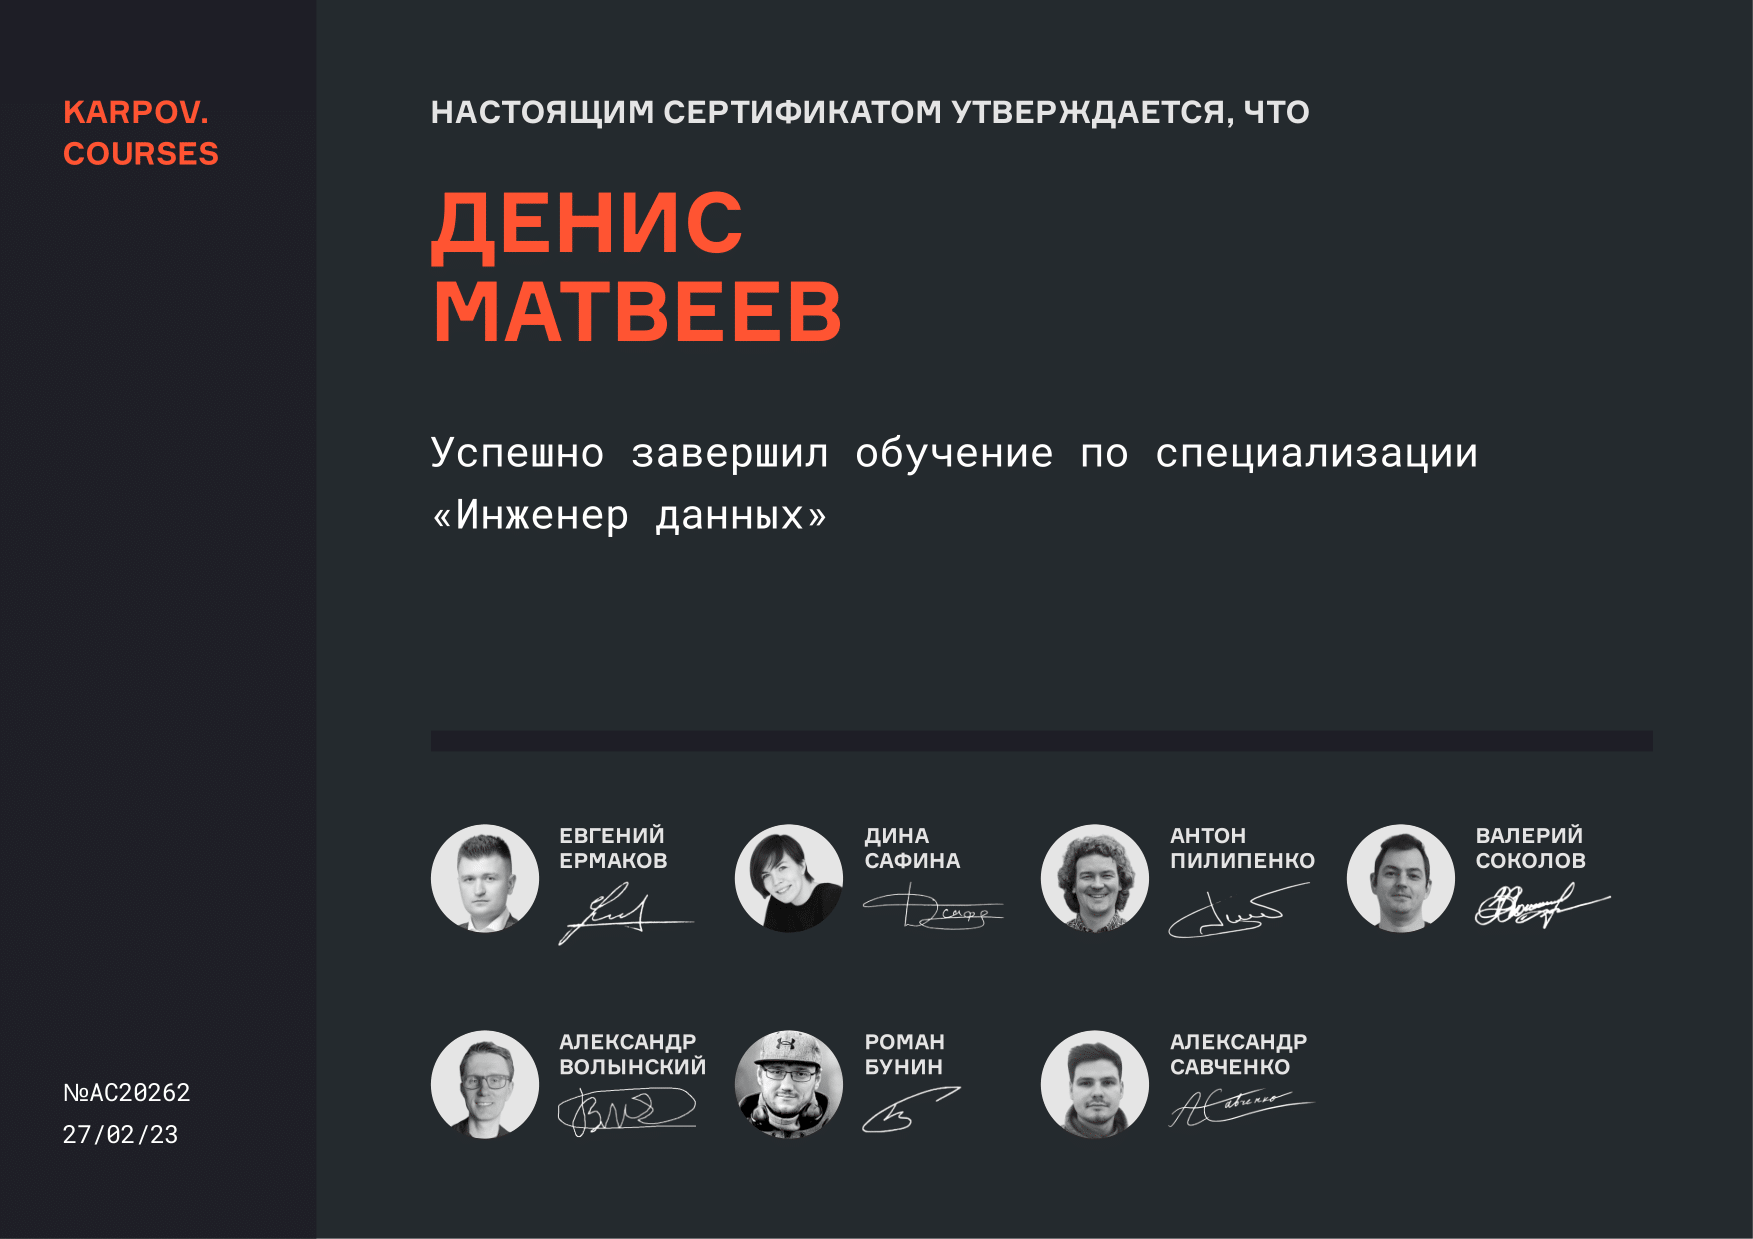 KARPOV.
COURSES
НАСТОЯЩИМ СЕРТИФИКАТОМ УТВЕРЖДАЕТСЯ, ЧТО
ДЕНИС
МАТВЕЕВ
Успешно завершил обучение по специализации
«Инженер данных»
ЕВГЕНИЙ
ЕРМАКОВ
ДИНА
САФИНА
АНТОН
ПИЛИПЕНКО
ВАЛЕРИЙ
СОКОЛОВ
АЛЕКСАНДР
ВОЛЫНСКИЙ
РОМАН
БУНИН
АЛЕКСАНДР
САВЧЕНКО
№AC20262
27/02/23